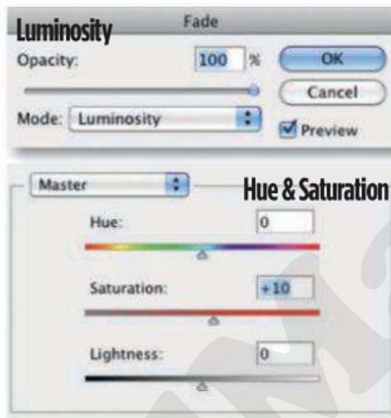 Fade
Luminosity
Opacity: 100 % OK
Cancel
Mode: Luminosity Preview
Master Hue & Saturation
Hue: 0
Saturation: +10
Lightness: 0